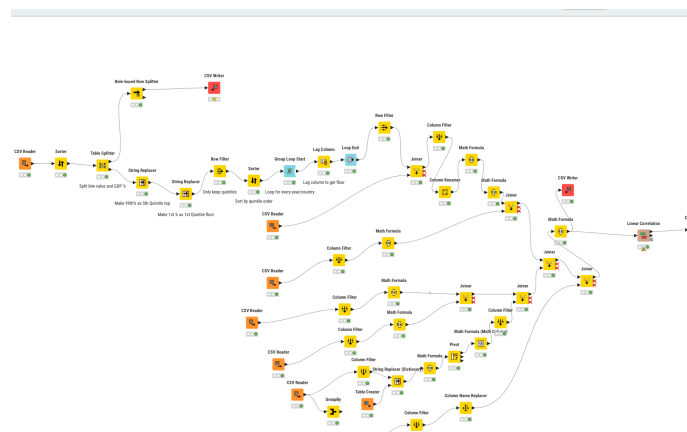 Rule-based Row Splitter
CSV Writer
Row Filter
Column Filter
CSV Reader
Sorter
Table Splitter
Lag Column
Loop End
Group Loop Start
Row Filter
Sorter
String Replacer
String Replacer
Math Formula
Joiner
Column Renamer
Math Formula
Joiner
CSV Writer
Split btw value and GDP %
Only keep quintiles
Loop for every year/country
Lag column to get floor
Sort by quintile order
Make 99th% as 5th Quintile top
Make 1st % as 1st Quintile floor
CSV Reader
Math Formula
Linear Correlation
Math Formula
Column Filter
Joiner
CSV Reader
Math Formula
Joiner
Joiner
Joiner
Column Filter
CSV Reader
Math Formula
Column Filter
Column Filter
Math Formula (Multi Column)
Pivot
CSV Reader
Column Filter
Math Formula
String Replacer (Dictionary)
CSV Reader
Table Creator
GroupBy
Column Name Replacer
Column Filter